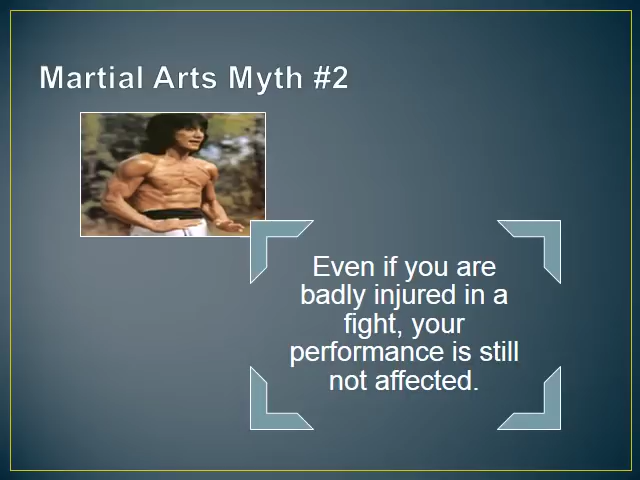 Martial Arts Myth #2
Even if you are
badly injured in a
fight, your
performance is still
not affected.